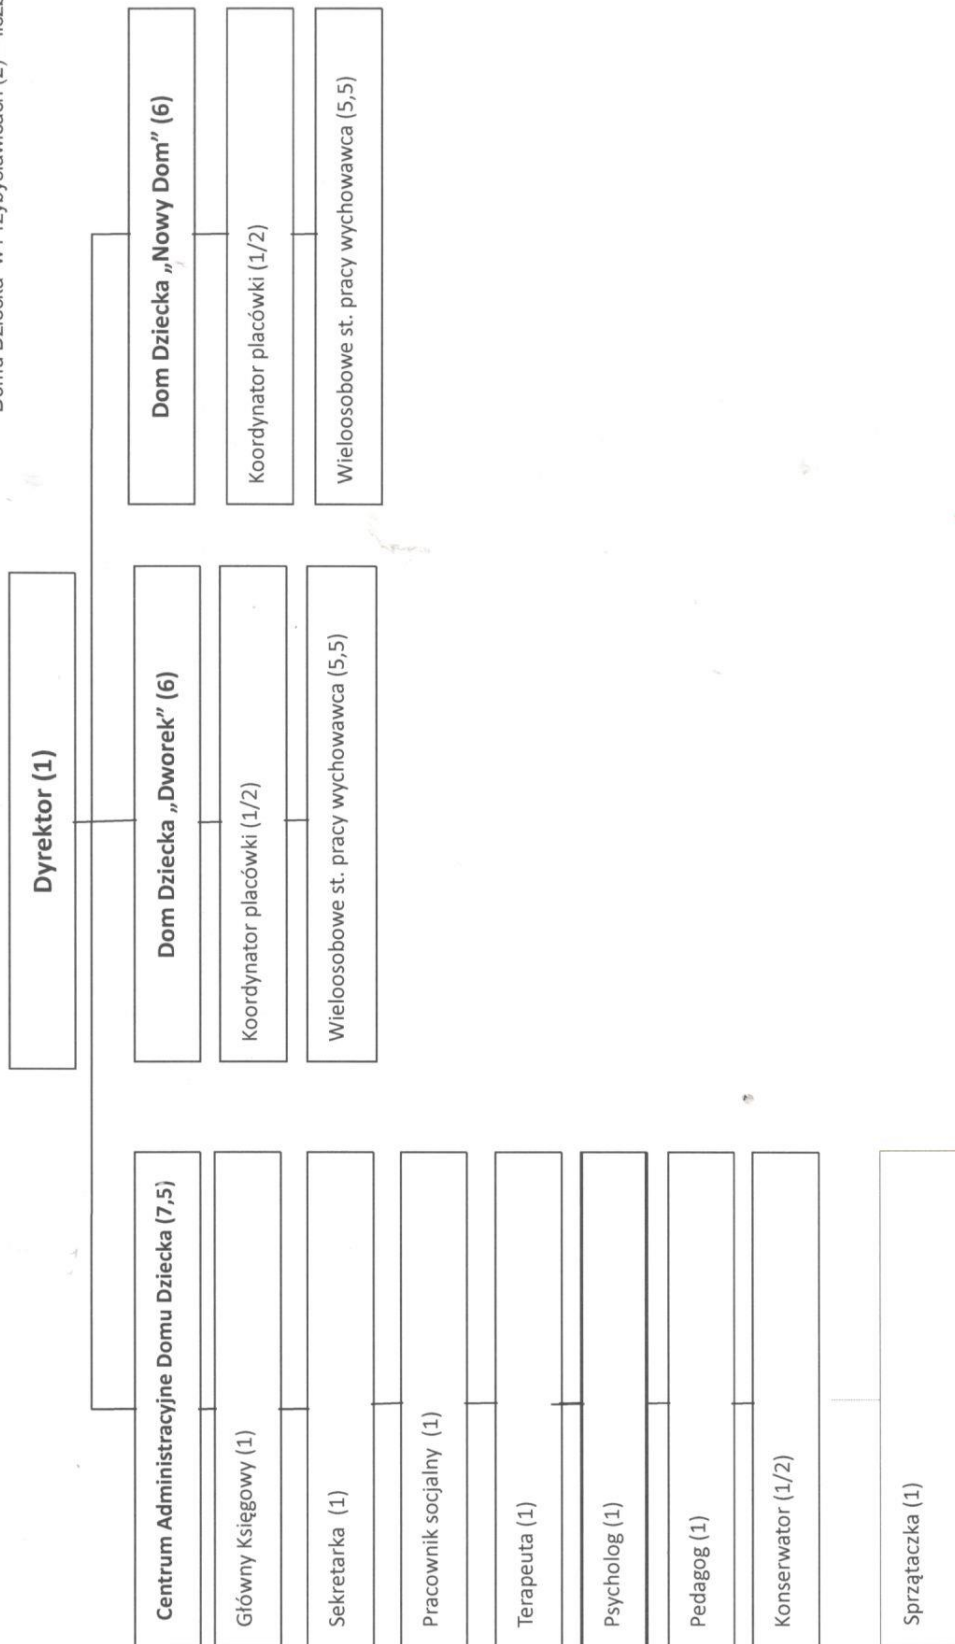 Dyrektor (1)
Centrum Administracyjne Domu Dziecka (7,5)
Główny Księgowy (1)
Sekretarka (1)
Pracownik socjalny (1)
Terapeuta (1)
Psycholog (1)
Pedagog (1)
Konserwator (1/2)
Sprzątaczka (1)
Dom Dziecka „Dworek” (6)
Koordynator placówki (1/2)
Wieloosobowe st. pracy wychowawca (5,5)
Dom Dziecka „Nowy Dom” (6)
Koordynator placówki (1/2)
Wieloosobowe st. pracy wychowawca (5,5)